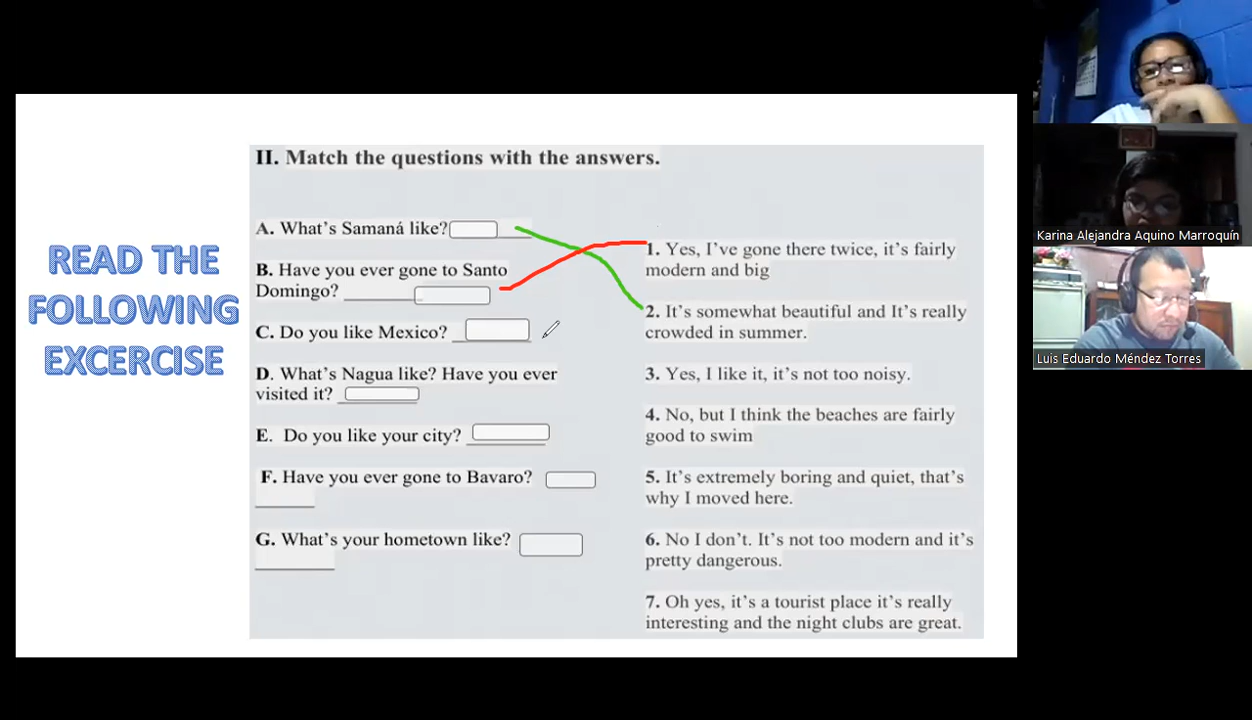 READ THE
FOLLOWING
EXCERCISE
II. Match the questions with the answers.
A. What's Samaná like?
B. Have you ever gone to Santo
Domingo?
C. Do you like Mexico?
D. What's Nagua like? Have you ever
visited it?
E. Do you like your city?
F. Have you ever gone to Bavaro?
G. What's your hometown like?
1. Yes, I've gone there twice, it's fairly
modern and big
2. It's somewhat beautiful and It's really
crowded in summer.
3. Yes, I like it, it's not too noisy.
4. No, but I think the beaches are fairly
good to swim
5. It's extremely boring and quiet, that's
why I moved here.
6. No I don't. It's not too modern and it's
pretty dangerous.
7. Oh yes, it's a tourist place it's really
interesting and the night clubs are great.
Karina Alejandra Aquino Marroquín
Luis Eduardo Méndez Torres